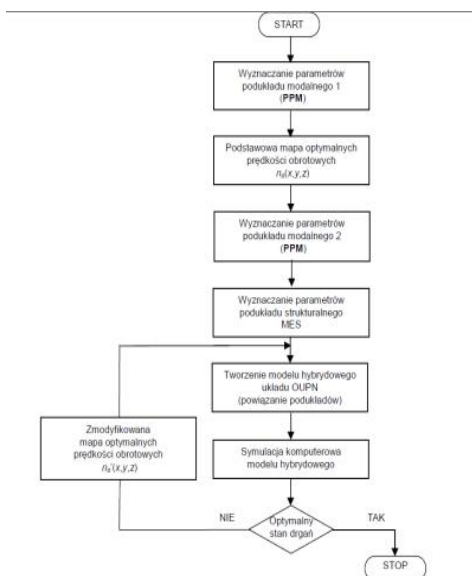 START
Wyznaczanie parametrów
podukładu modalnego 1
(PPM)
Podstawowa mapa optymalnych
prędkości obrotowych
nₛ(x,y,z)
Wyznaczanie parametrów
podukładu modalnego 2
(PPM)
Wyznaczanie parametrów
podukładu strukturalnego
MES
Tworzenie modelu hybrydowego
układu OUPN
(powiązanie podukładów)
Zmodyfikowana
mapa optymalnych
prędkości obrotowych
nₛ'(x,y,z)
Symulacja komputerowa
modelu hybrydowego
NIE
Optymalny
stan drgań
TAK
STOP